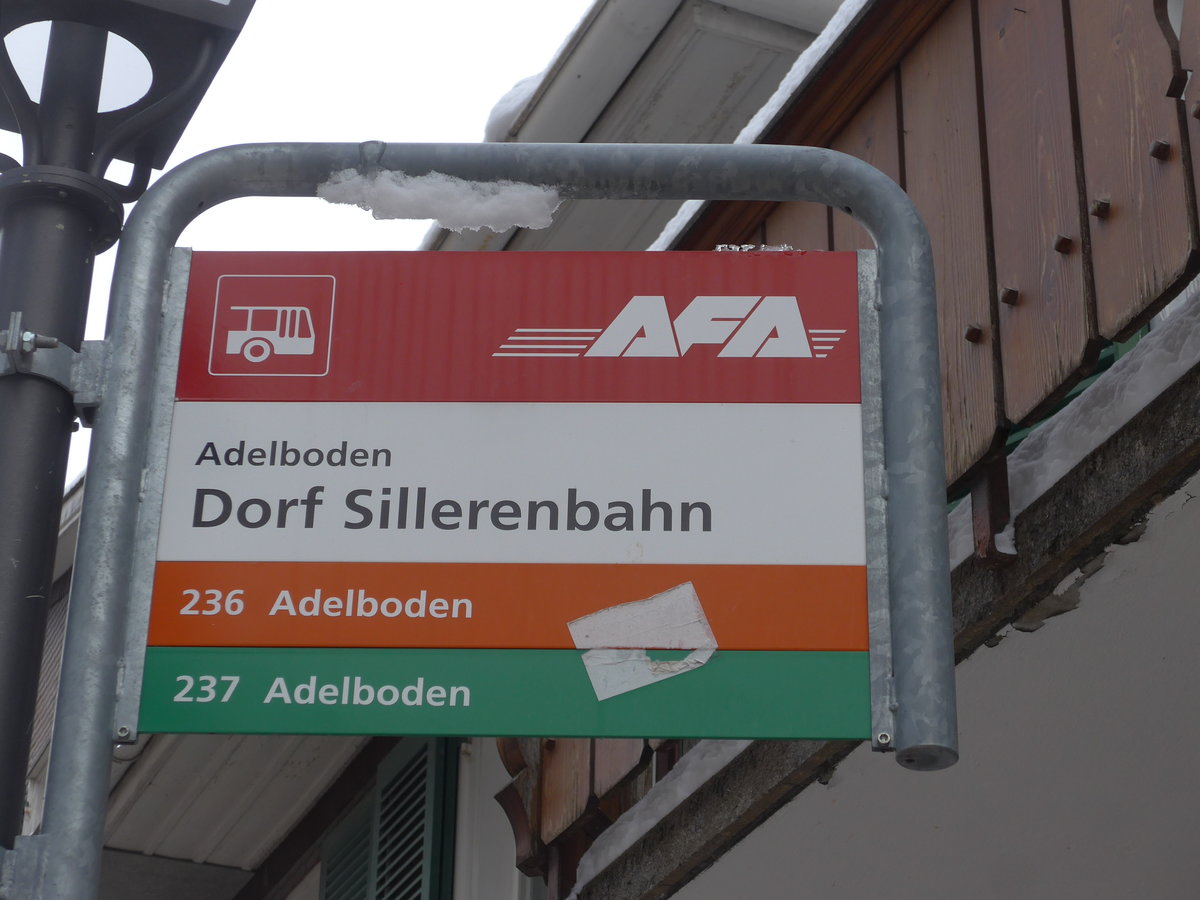 AFA
Adelboden
Dorf Sillerenbahn
236 Adelboden
237 Adelboden